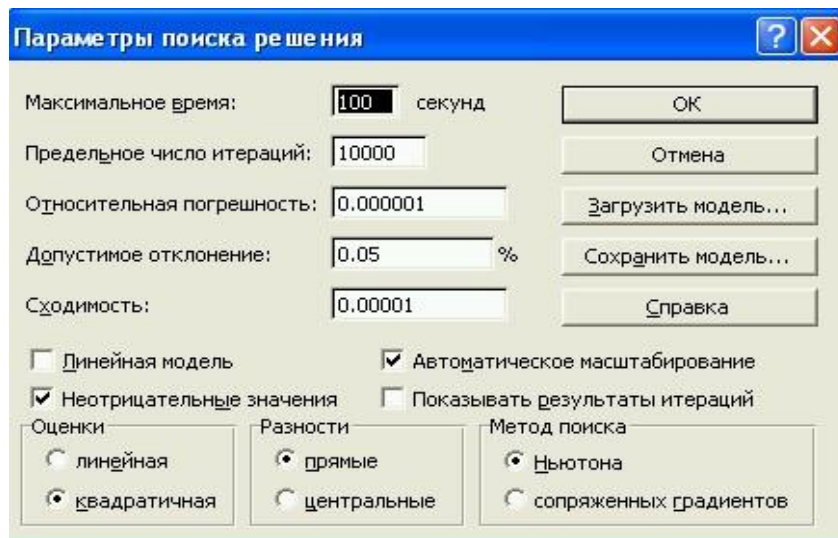 Параметры поиска решения
Максимальное время: 100 секунд OK
Предельное число итераций: 10000 Отмена
Относительная погрешность: 0.000001 Загрузить модель...
Допустимое отклонение: 0.05 % Сохранить модель...
Сходимость: 0.00001 Справка
Линейная модель Автоматическое масштабирование
Неотрицательные значения Показывать результаты итераций
Оценки Разности Метод поиска
линейная прямые Ньютона
квадратичная центральные сопряженных градиентов